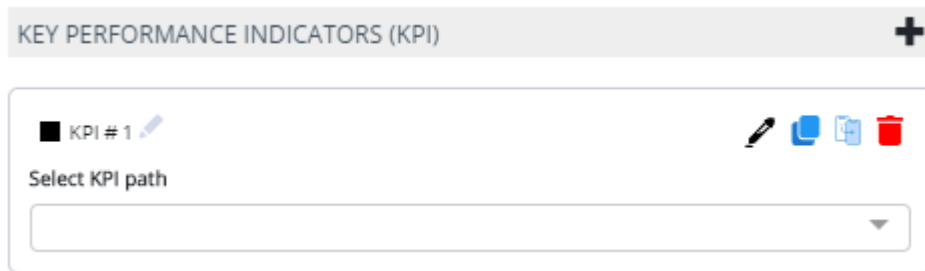 KEY PERFORMANCE INDICATORS (KPI)
KPI # 1
Select KPI path